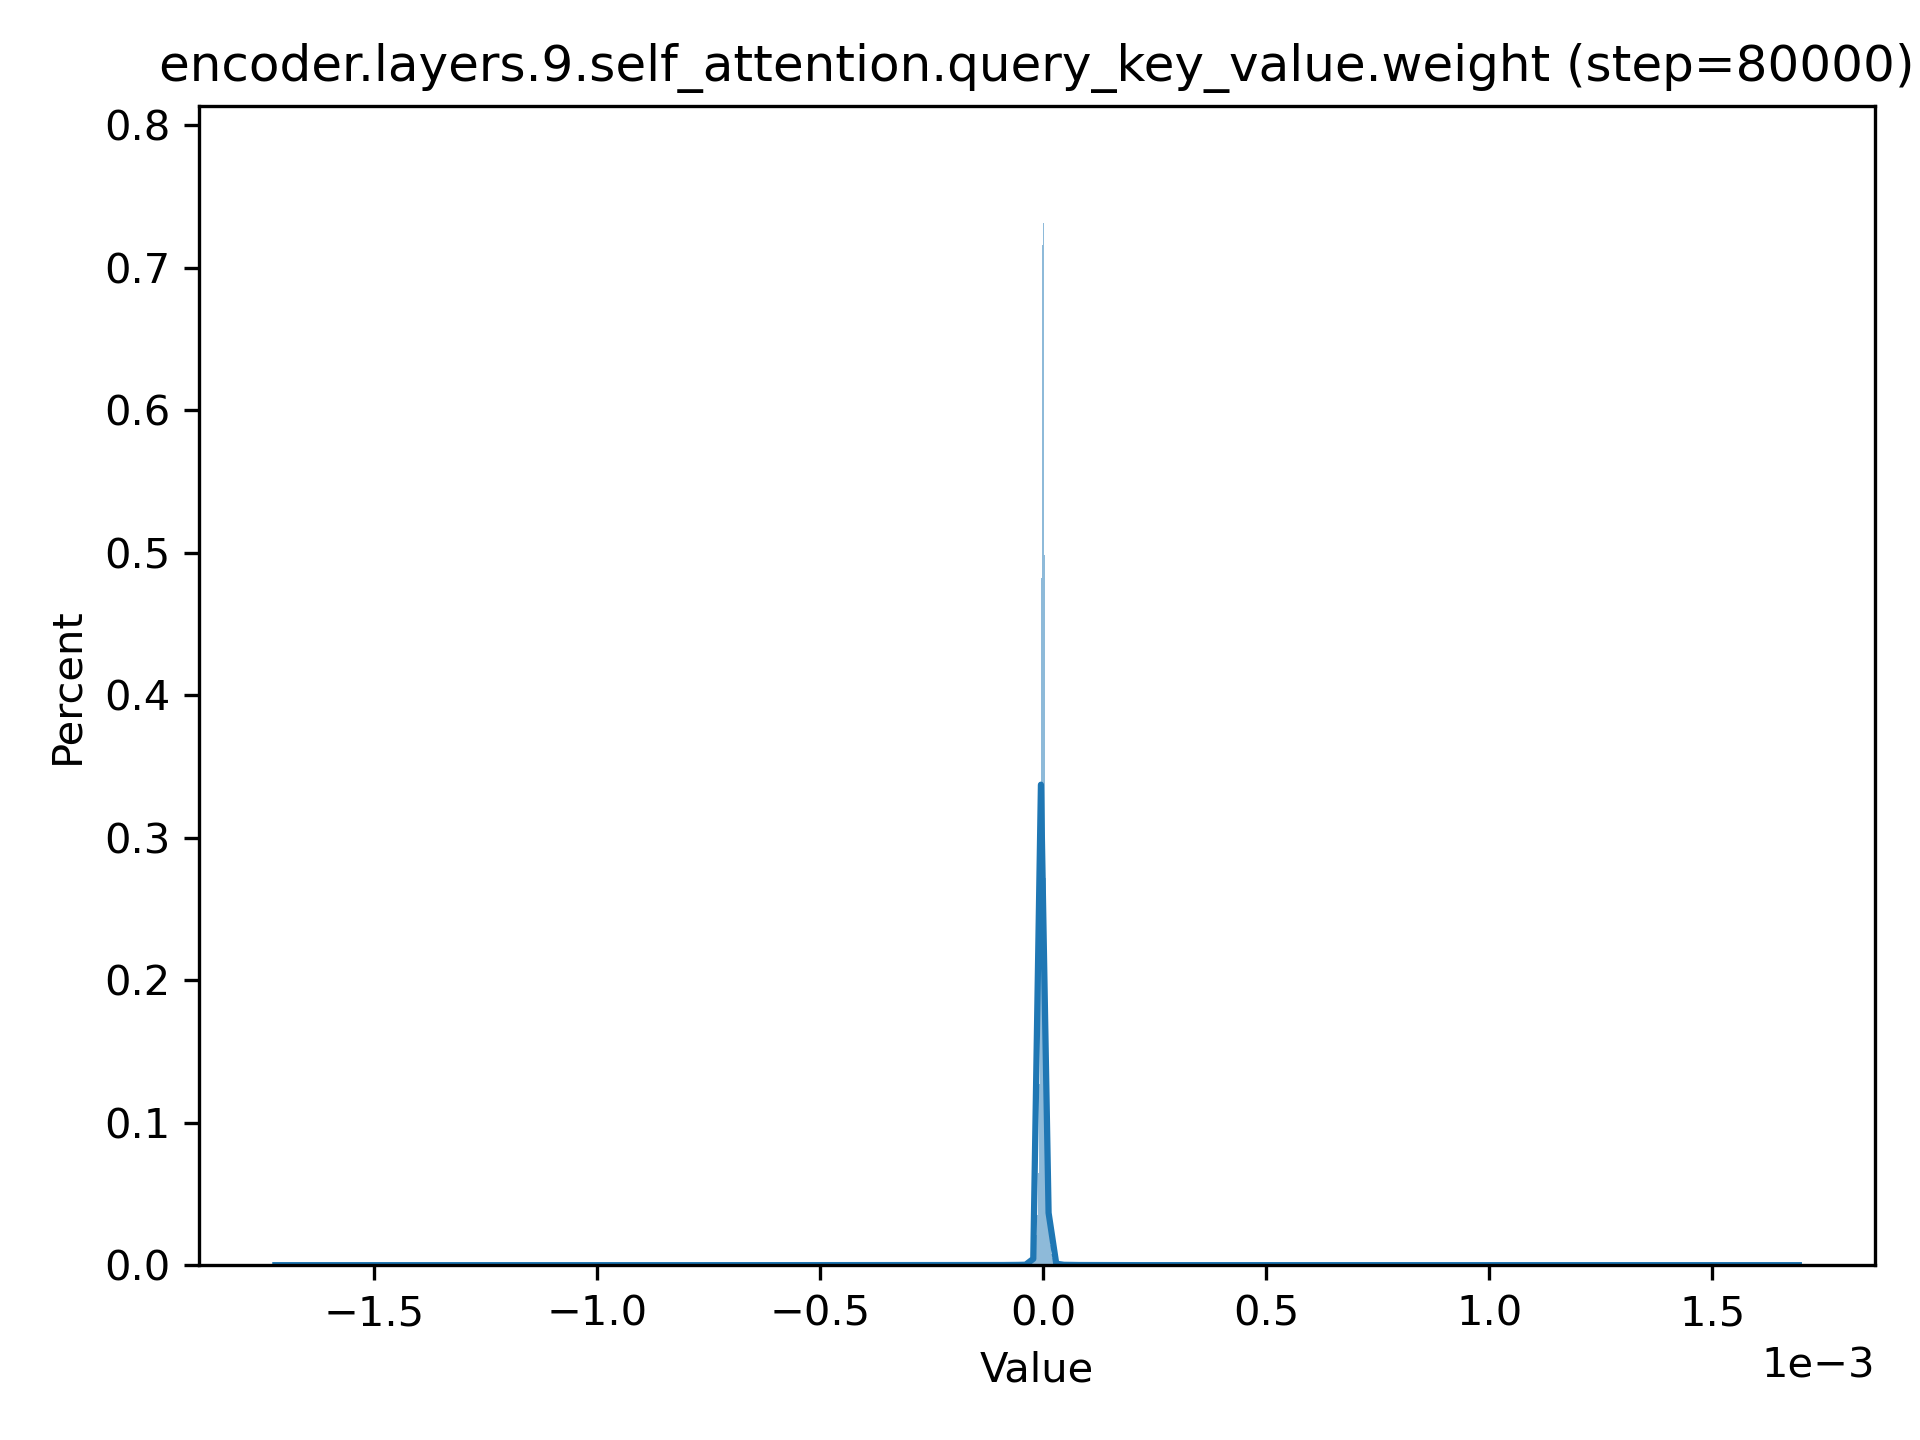 encoder.layers.9.self_attention.query_key_value.weight (step=80000)
0.8
0.7
0.6
0.5
0.4
0.3
0.2
0.1
0.0
Percent
−1.5 −1.0 −0.5 0.0 0.5 1.0 1.5
1e−3
Value